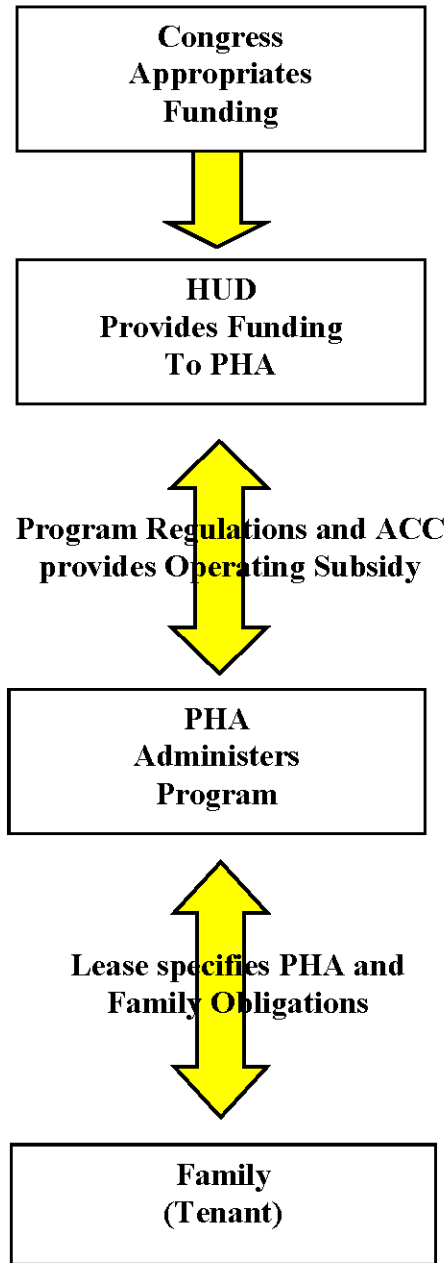 Congress
Appropriates
Funding
HUD
Provides Funding
To PHA
Program Regulations and ACC
provides Operating Subsidy
PHA
Administers
Program
Lease specifies PHA and
Family Obligations
Family
(Tenant)